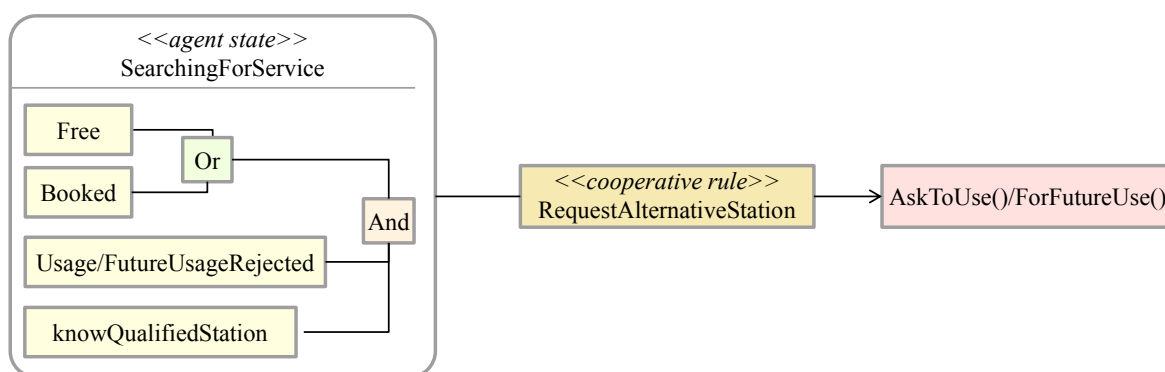 <<agent state>>
SearchingForService
Free
Or
Booked
And
Usage/FutureUsageRejected
knowQualifiedStation
<<cooperative rule>>
RequestAlternativeStation
AskToUse()/ForFutureUse()